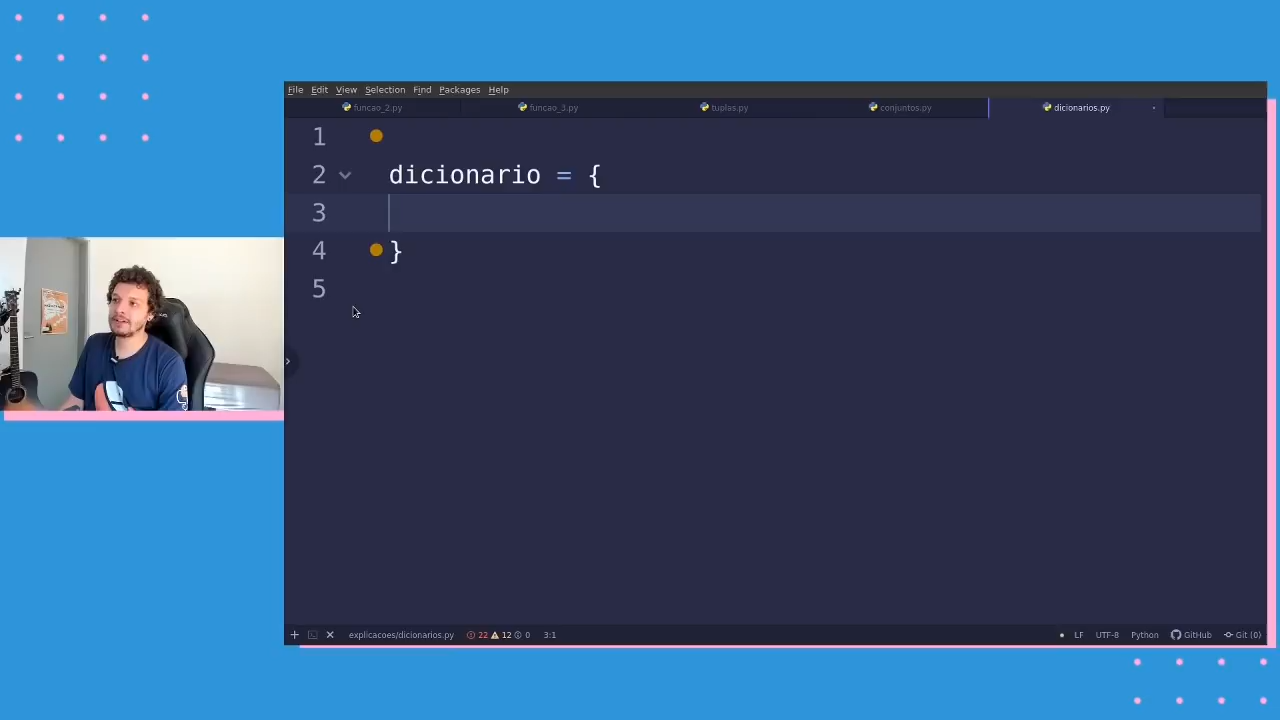 File Edit View Selection Find Packages Help
funcao_2.py funcao_3.py tuplas.py conjuntos.py dicionarios.py
1
2 dicionario = {
3
4 }
5
explicacoes/dicionarios.py 22 12 0 3:1 LF UTF-8 Python GitHub Git (0)